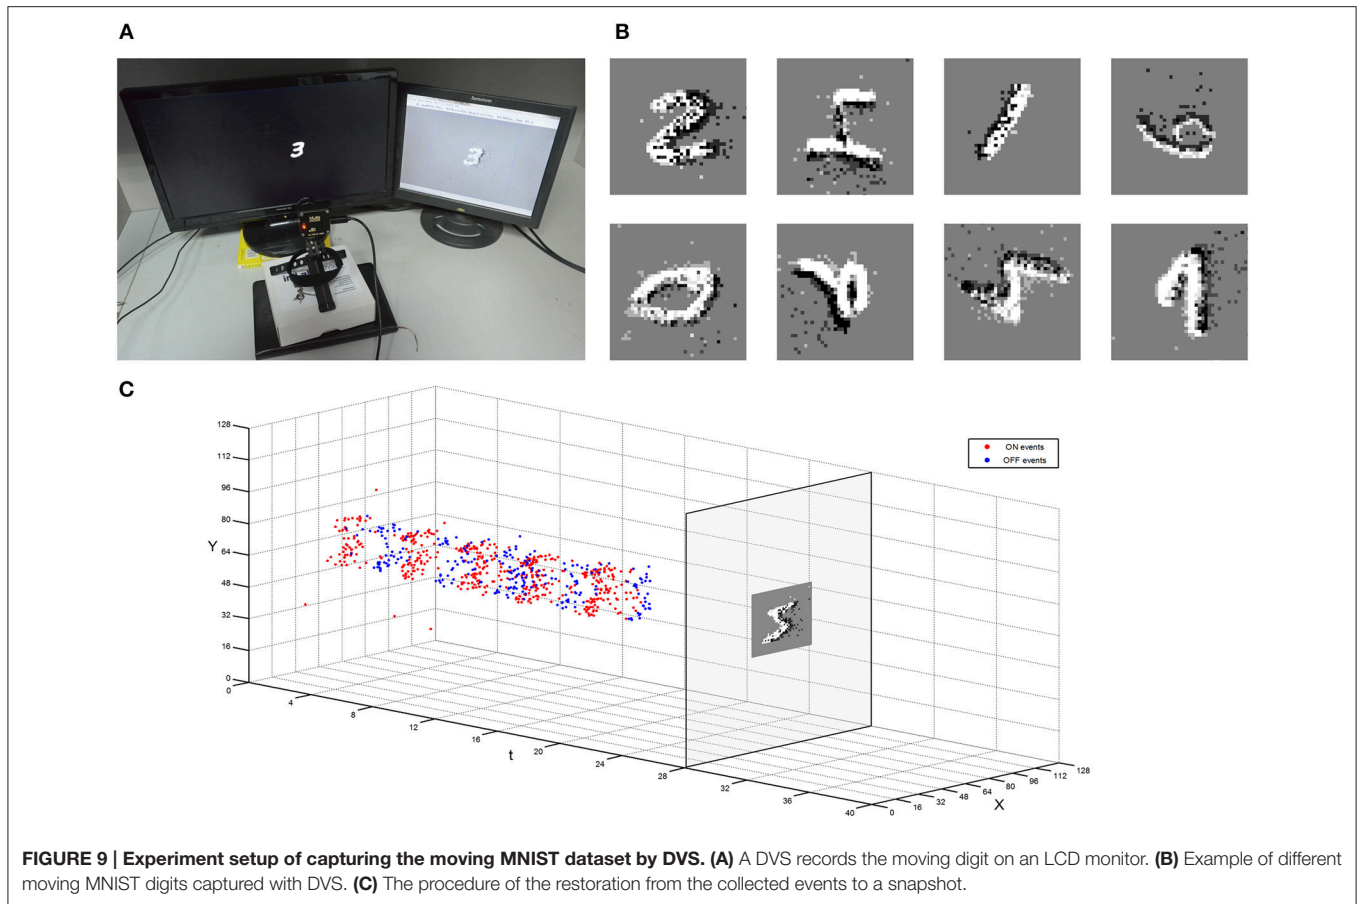 A
B
lenovo
3
3
C
128
112
96
80
64
48
32
16
0
Y
0
4
8
12
16
20
24
28
32
36
40
t
0
16
32
48
64
80
96
112
128
X
ON events
OFF events
FIGURE 9 | Experiment setup of capturing the moving MNIST dataset by DVS. (A) A DVS records the moving digit on an LCD monitor. (B) Example of different
moving MNIST digits captured with DVS. (C) The procedure of the restoration from the collected events to a snapshot.